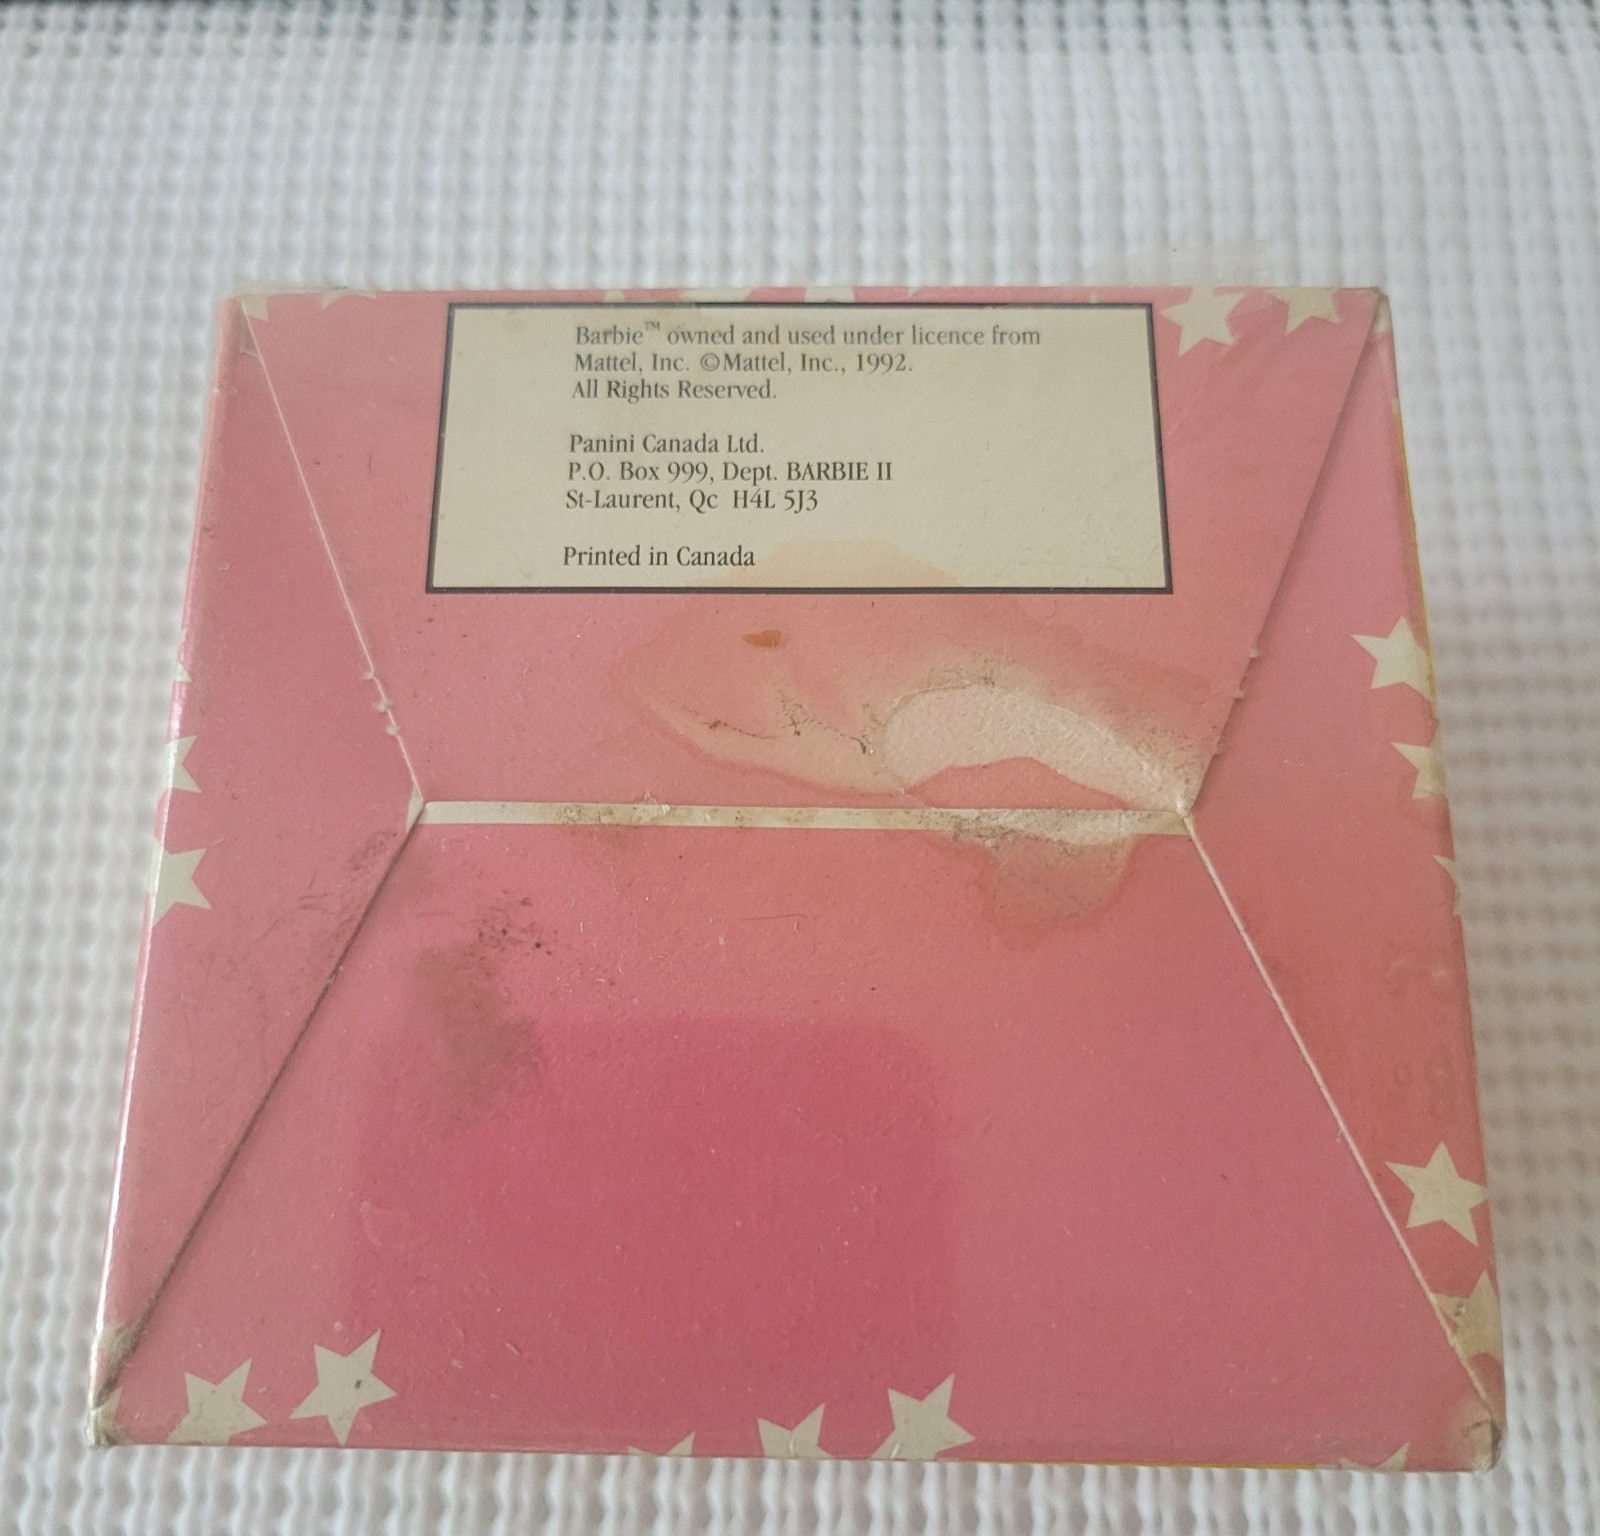 Barbie™ owned and used under licence from
Mattel, Inc. ©Mattel, Inc., 1992.
All Rights Reserved.
Panini Canada Ltd.
P.O. Box 999, Dept. BARBIE II
St-Laurent, Qc H4L 5J3
Printed in Canada